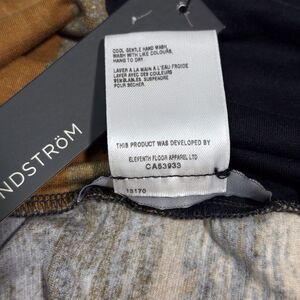 COOL GENTLE HAND WASH,
WASH WITH LIKE COLOURS,
HANG TO DRY
LAVER A LA MAIN A L'EAU FROIDE
LAVER AVEC DES COULEURS
SEMBLABLES, SUSPENDRE
POUR SECHER.
THIS PRODUCT WAS DEVELOPED BY
ELEVENTH FLOOR APPAREL LTD
CA53933
15170
NDSTRÖM